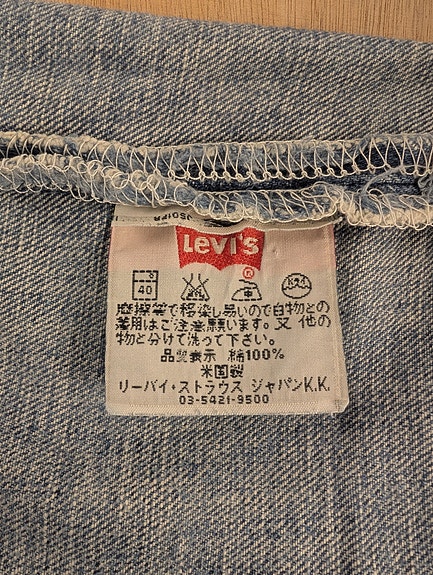 Levi's
®
40
摩擦等で移染し易いので白物との
着用はご注意願います。又 他の
物と分けて洗って下さい。
品質表示 綿100%
米国製
リーバイ・ストラウス ジャパンK.K.
03-5421-9500